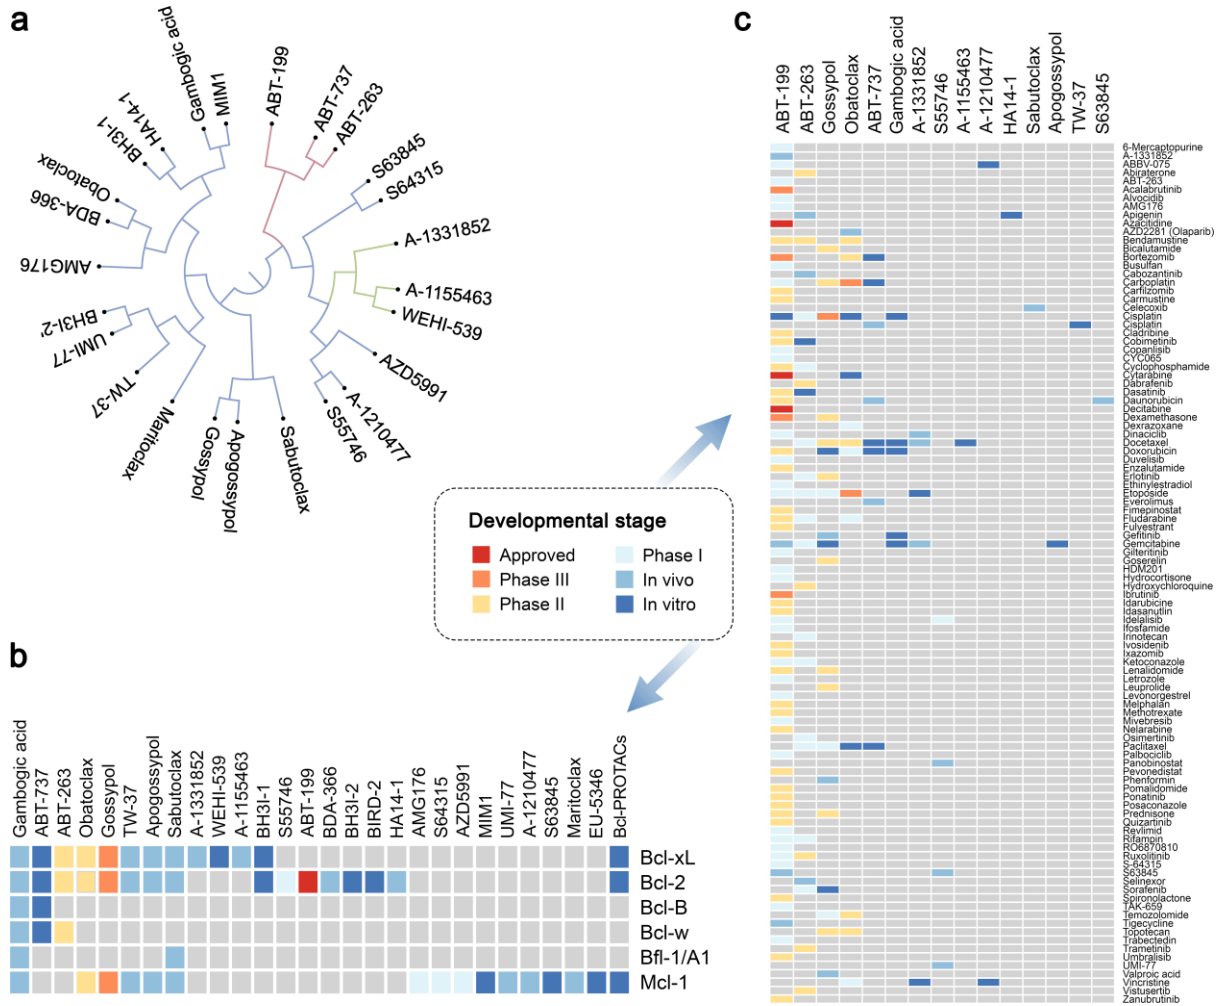 a
Gambogic acid
MIM1
HA14-1
BH3I-1
Obatoclax
BDA-366
AMG176
BH3I-2'
UMI-77
TW-37
Maritoclax
Gossypol
Apogossypol
Sabutoclax
S55746
A-1210477
AZD5991
WEHI-539
A-1155463
A-1331852
S64315
S63845
ABT-263
ABT-737
ABT-199
Developmental stage
Approved
Phase III
Phase II
Phase I
In vivo
In vitro
b
Gambogic acid
ABT-737
ABT-263
Obatoclax
Gossypol
TW-37
Apogossypol
Sabutoclax
A-1331852
WEHI-539
A-1155463
BH3I-1
S55746
ABT-199
BDA-366
BH3I-2
BIRD-2
HA14-1
AMG176
S64315
AZD5991
MIM1
UMI-77
A-1210477
S63845
Maritoclax
EU-5346
Bcl-PROTACs
Bcl-xL
Bcl-2
Bcl-B
Bcl-w
Bfl-1/A1
Mcl-1
c
ABT-199
ABT-263
Gossypol
Obatoclax
ABT-737
Gambogic acid
A-1331852
S55746
A-1155463
A-1210477
HA14-1
Sabutoclax
Apogossypol
TW-37
S63845
6-Mercaptopurine
A-1331852
ABBV-075
Abiraterone
ABT-263
Acalabrutinib
Alvocidib
AMG176
Apigenin
Azacitidine
AZD2281 (Olaparib)
Bendamustine
Bicalutamide
Bortezomib
Busulfan
Cabozantinib
Carboplatin
Carfilzomib
Carmustine
Celecoxib
Cisplatin
Cisplatin
Cladribine
Cobimetinib
Copanlisib
CYC065
Cyclophosphamide
Cytarabine
Dabrafenib
Dasatinib
Daunorubicin
Decitabine
Dexamethasone
Dexrazoxane
Dinaciclib
Docetaxel
Doxorubicin
Duvelisib
Enzalutamide
Erlotinib
Ethinylestradiol
Etoposide
Everolimus
Fimepinostat
Fludarabine
Fulvestrant
Gefitinib
Gemcitabine
Gilteritinib
Goserelin
HDM201
Hydrocortisone
Hydroxychloroquine
Ibrutinib
Idarubicine
Idasanutlin
Idelalisib
Ifosfamide
Irinotecan
Ivosidenib
Ixazomib
Ketoconazole
Lenalidomide
Letrozole
Leuprolide
Levonorgestrel
Melphalan
Methotrexate
Mivebresib
Nelarabine
Osimertinib
Paclitaxel
Palbociclib
Panobinostat
Pevonedistat
Phenformin
Pomalidomide
Ponatinib
Posaconazole
Prednisone
Quizartinib
Revlimid
Rifampin
RO6870810
Ruxolitinib
S-64315
S63845
Selinexor
Sorafenib
Spironolactone
TAK-659
Temozolomide
Tigecycline
Topotecan
Trabectedin
Trametinib
Umbralisib
UMI-77
Valproic acid
Vincristine
Vistusertib
Zanubrutinib